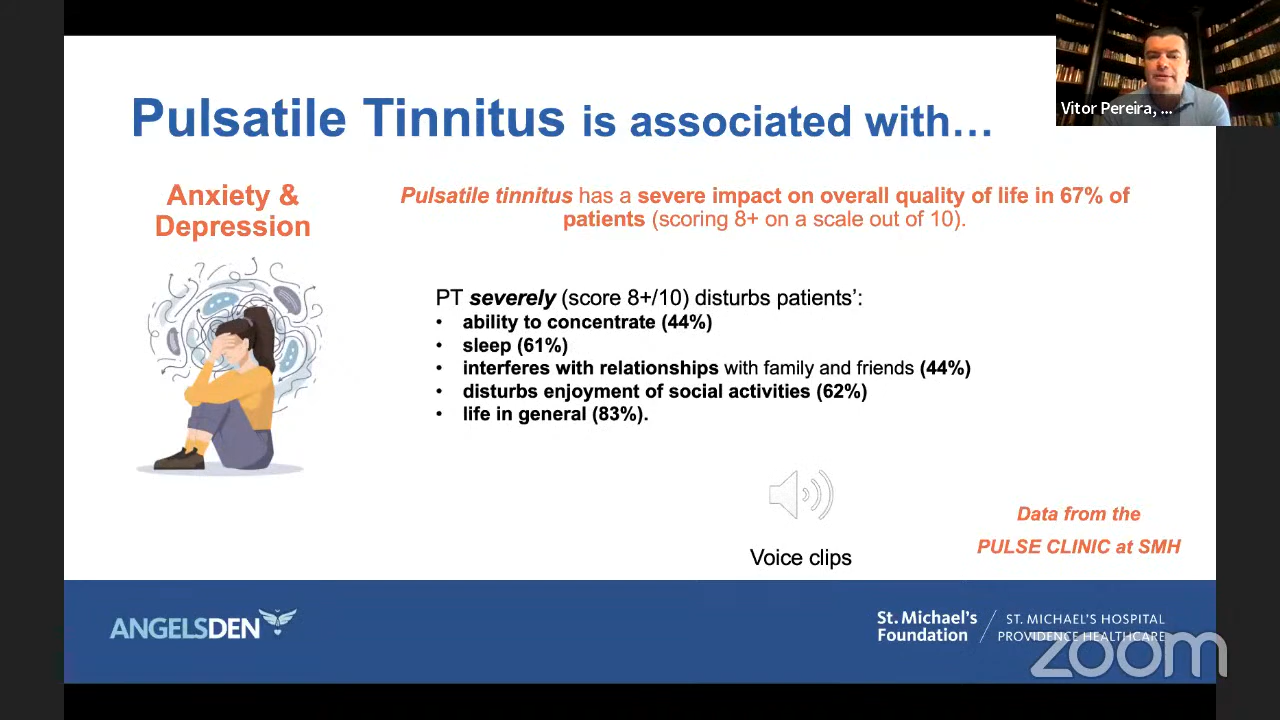 Pulsatile Tinnitus is associated with…
Vitor Pereira, ...
Anxiety &
Depression
Pulsatile tinnitus has a severe impact on overall quality of life in 67% of
patients (scoring 8+ on a scale out of 10).
PT severely (score 8+/10) disturbs patients’:
• ability to concentrate (44%)
• sleep (61%)
• interferes with relationships with family and friends (44%)
• disturbs enjoyment of social activities (62%)
• life in general (83%).
Voice clips
Data from the
PULSE CLINIC at SMH
ANGELSDEN
St. Michael’s
Foundation
ST. MICHAEL’S HOSPITAL
PROVIDENCE HEALTHCARE
zoom